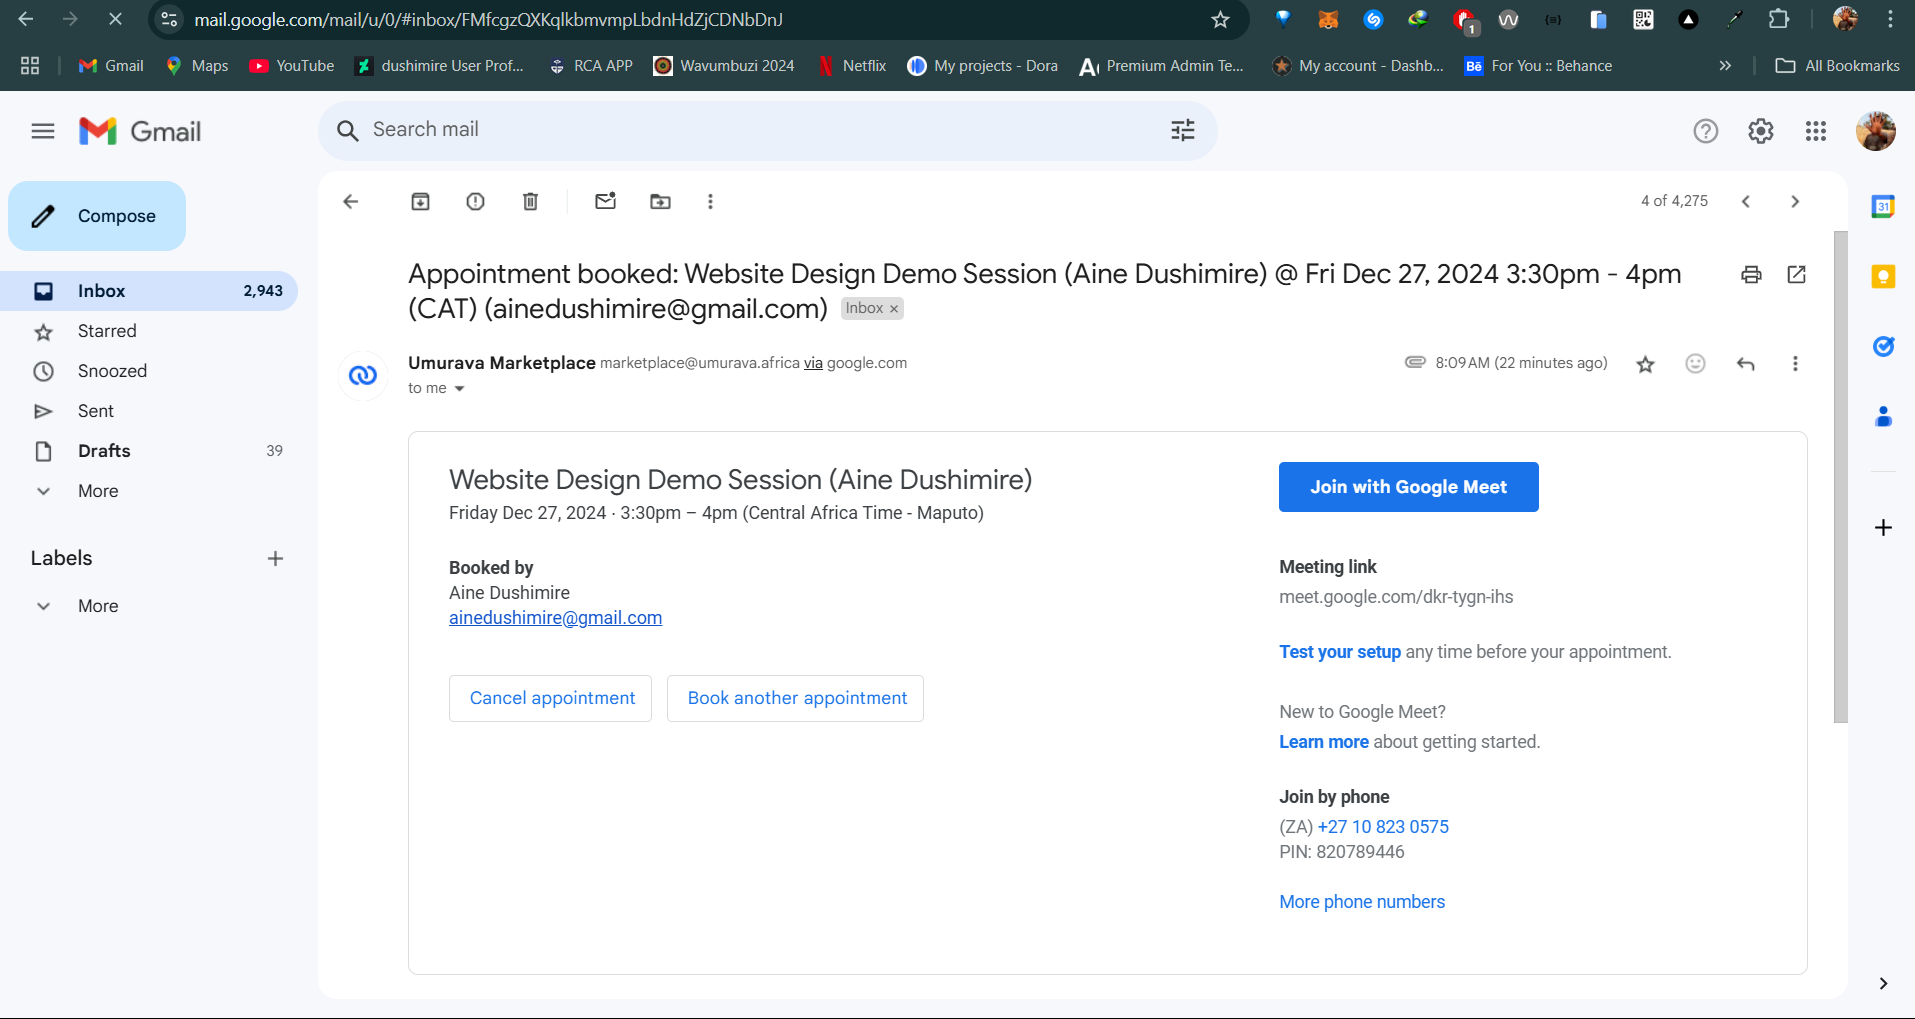 mail.google.com/mail/u/0/#inbox/FMfcgzQXKqlkbmvmpLbdnHdZjCDNbDnJ
1
Gmail
Maps
YouTube
dushimire User Prof...
RCA APP
Wavumbuzi 2024
Netflix
My projects - Dora
Premium Admin Te...
My account - Dashb...
Bē
For You :: Behance
All Bookmarks
Gmail
Search mail
Compose
4 of 4,275
31
Inbox 2,943
Starred
Snoozed
Sent
Drafts 39
More
Labels
More
Appointment booked: Website Design Demo Session (Aine Dushimire) @ Fri Dec 27, 2024 3:30pm - 4pm
(CAT) (ainedushimire@gmail.com) Inbox
Umurava Marketplace marketplace@umurava.africa via google.com
8:09 AM (22 minutes ago)
to me
Website Design Demo Session (Aine Dushimire)
Friday Dec 27, 2024 · 3:30pm – 4pm (Central Africa Time - Maputo)
Booked by
Aine Dushimire
ainedushimire@gmail.com
Cancel appointment
Book another appointment
Join with Google Meet
Meeting link
meet.google.com/dkr-tygn-ihs
Test your setup any time before your appointment.
New to Google Meet?
Learn more about getting started.
Join by phone
(ZA) +27 10 823 0575
PIN: 820789446
More phone numbers